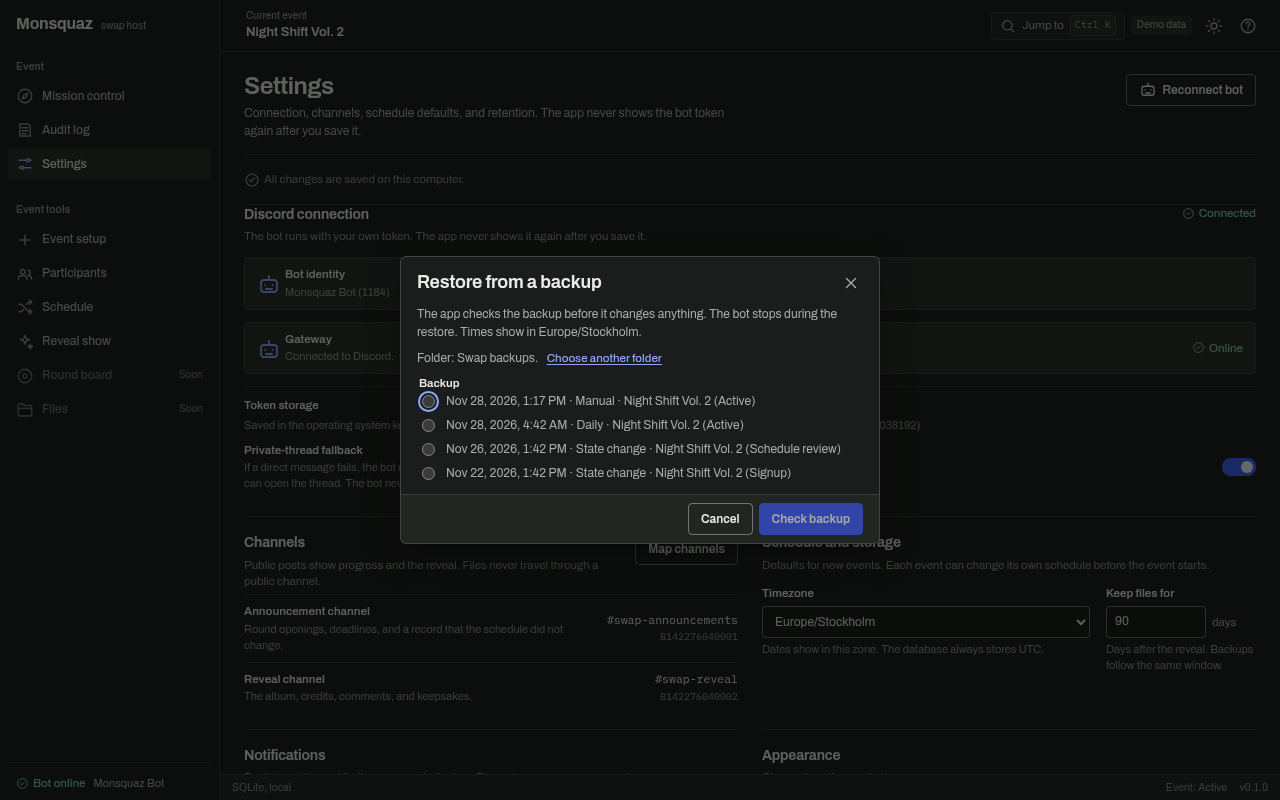 Monsquaz swap host
Current event
Night Shift Vol. 2
Jump to Ctrl K
Demo data
Event
Mission control
Audit log
Settings
Event tools
Event setup
Participants
Schedule
Reveal show
Round board Soon
Files Soon
Bot online Monsquaz Bot
Settings
Connection, channels, schedule defaults, and retention. The app never shows the bot token
again after you save it.
Reconnect bot
All changes are saved on this computer.
Discord connection
Connected
The bot runs with your own token. The app never shows it again after you save it.
Bot identity
Monsquaz Bot (1184)
Gateway
Connected to Discord.
Online
Token storage
Saved in the operating system
038192)
Private-thread fallback
If a direct message fails, the bot
can open the thread. The bot
Restore from a backup
The app checks the backup before it changes anything. The bot stops during the
restore. Times show in Europe/Stockholm.
Folder: Swap backups. Choose another folder
Backup
Nov 28, 2026, 1:17 PM · Manual · Night Shift Vol. 2 (Active)
Nov 28, 2026, 4:42 AM · Daily · Night Shift Vol. 2 (Active)
Nov 26, 2026, 1:42 PM · State change · Night Shift Vol. 2 (Schedule review)
Nov 22, 2026, 1:42 PM · State change · Night Shift Vol. 2 (Signup)
Cancel
Check backup
Channels
Public posts show progress and the reveal. Files never travel through a
public channel.
Map channels
Announcement channel
Round openings, deadlines, and a record that the schedule did not
change.
#swap-announcements
8142276040001
Reveal channel
The album, credits, comments, and keepsakes.
#swap-reveal
8142276040002
Schedule and storage
Defaults for new events. Each event can change its own schedule before the event starts.
Timezone
Europe/Stockholm
Dates show in this zone. The database always stores UTC.
Keep files for
90 days
Days after the reveal. Backups
follow the same window.
Notifications
Appearance
SQLite, local
Event: Active v0.1.0